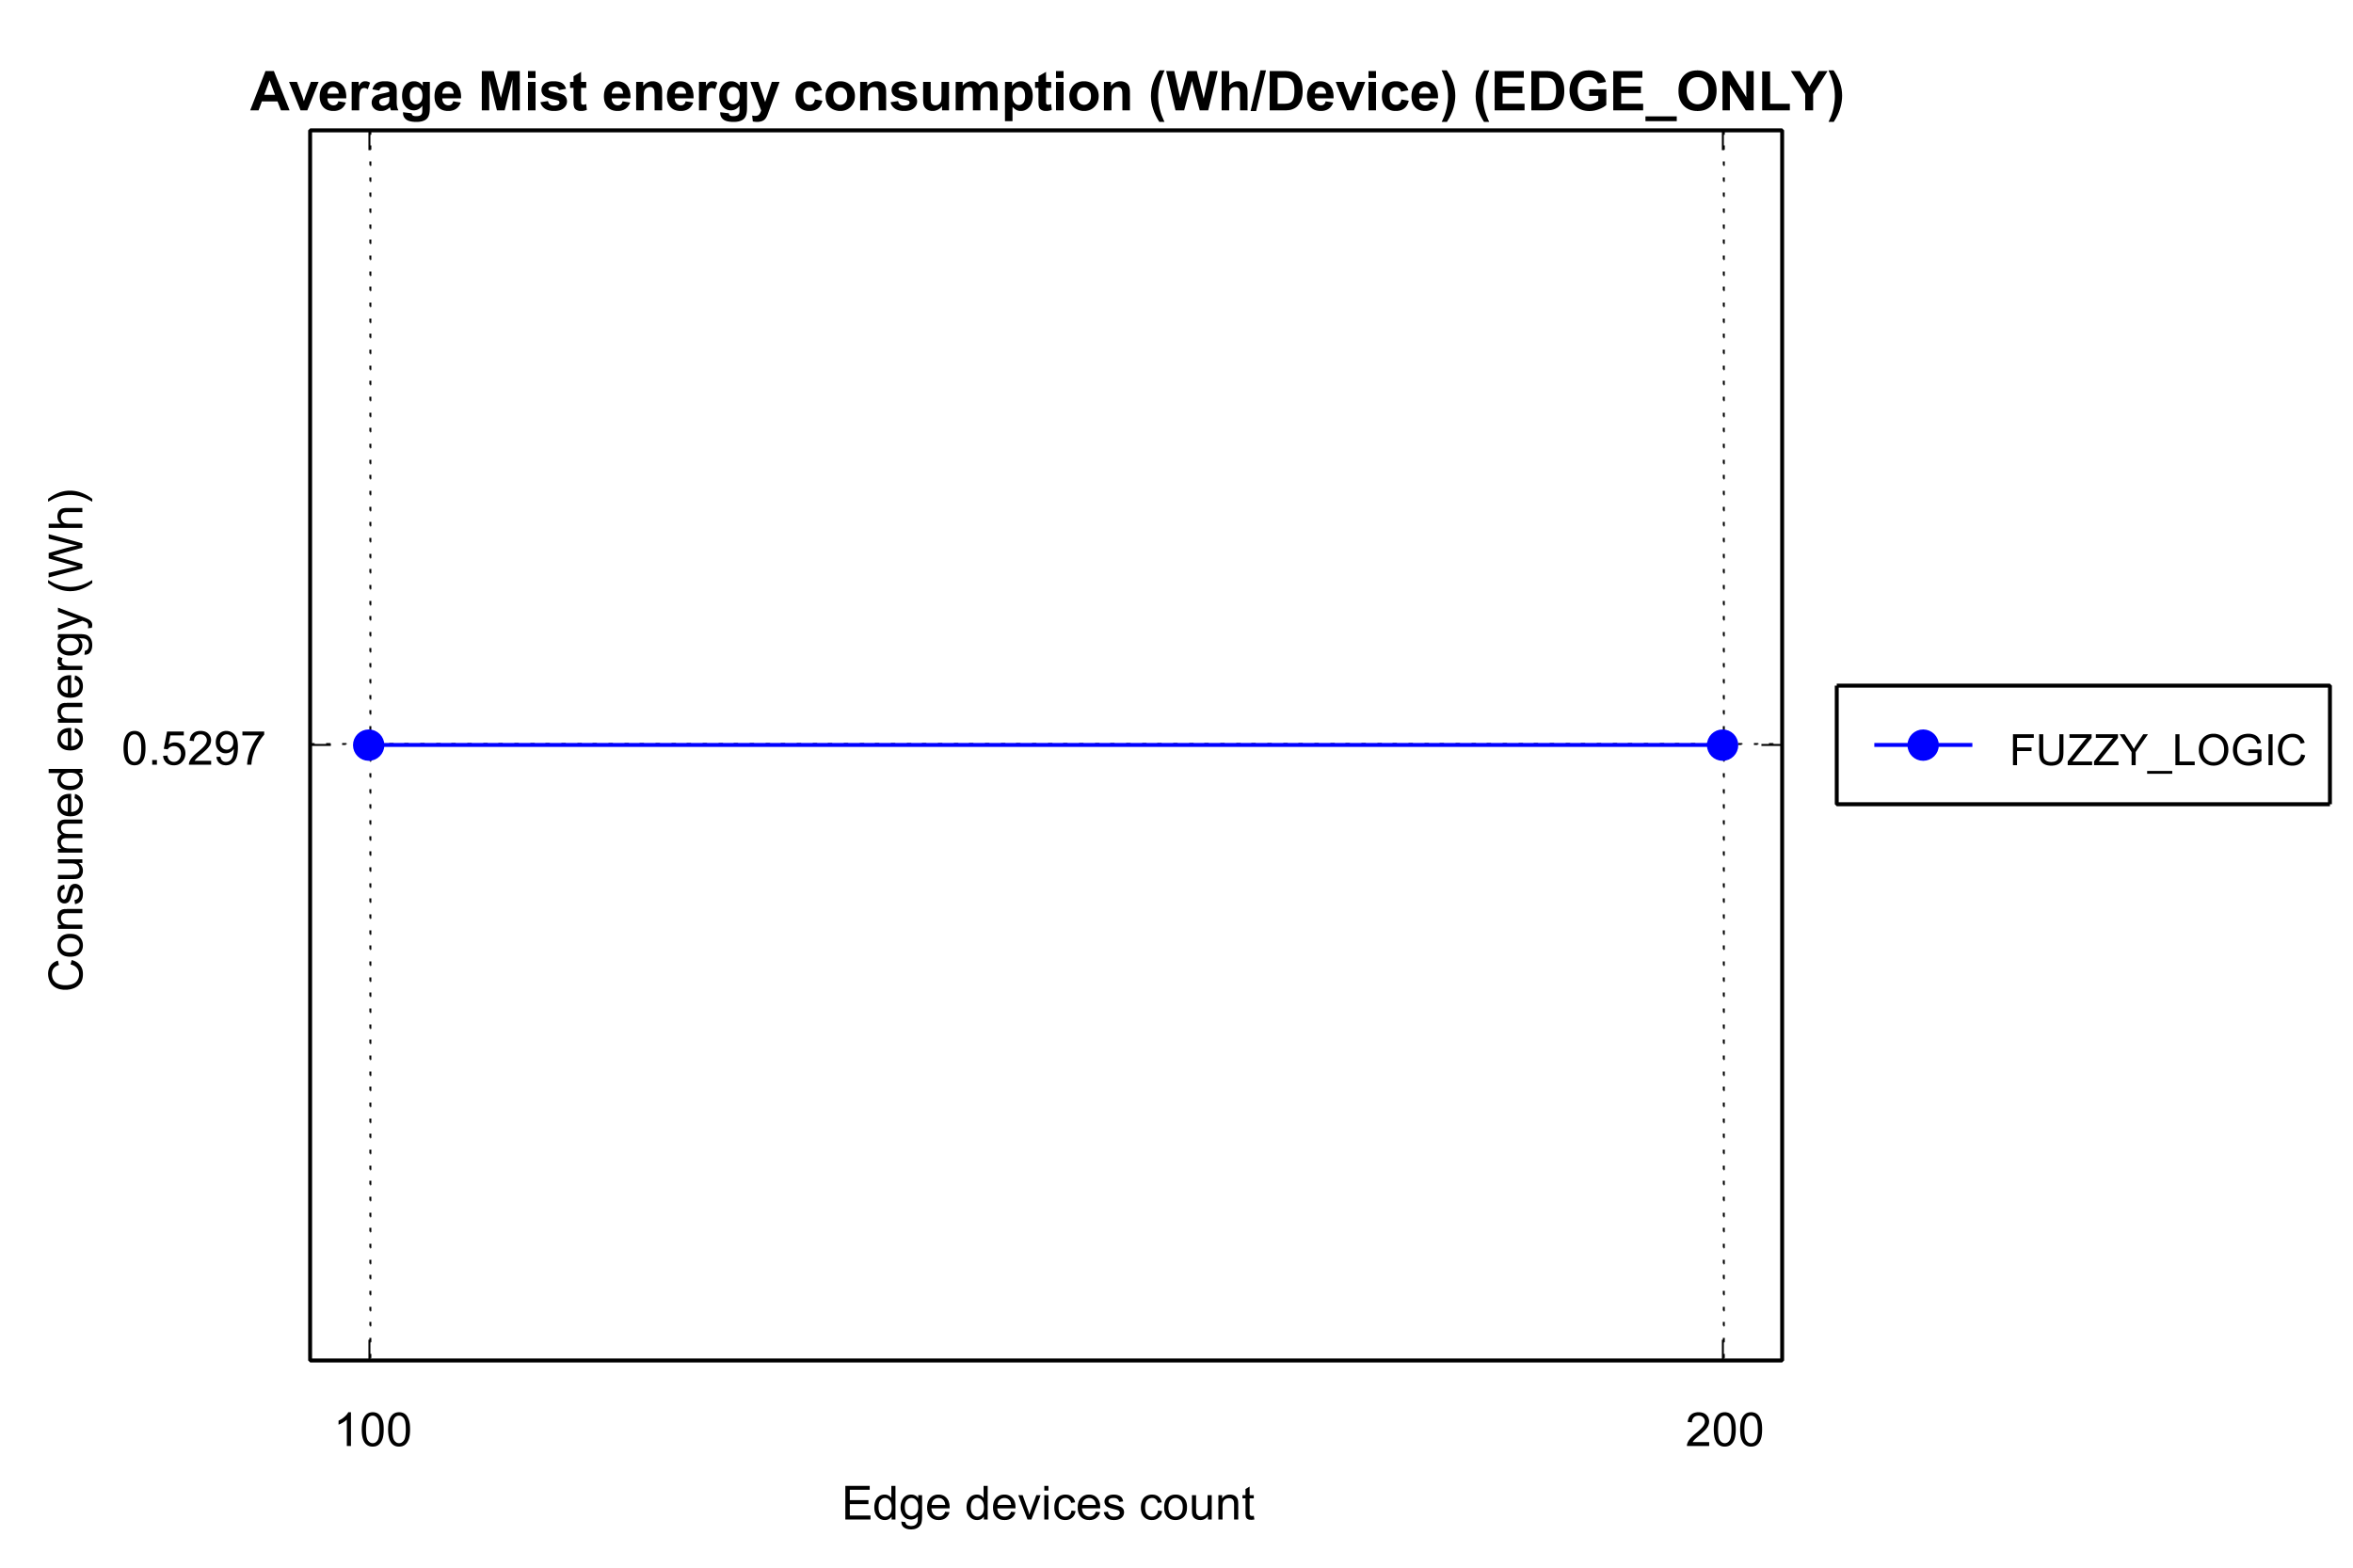 Average Mist energy consumption (Wh/Device) (EDGE_ONLY)
Consumed energy (Wh)
0.5297
FUZZY_LOGIC
100
200
Edge devices count